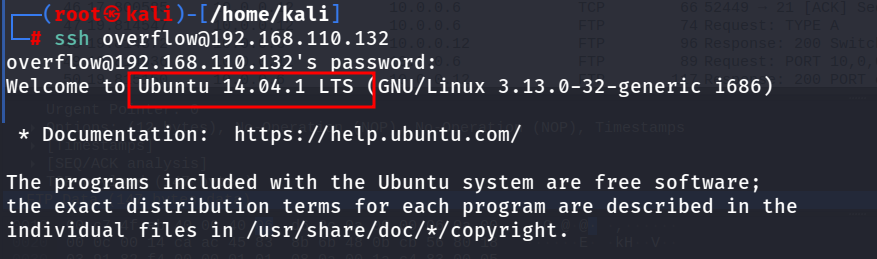 (root㉿kali)-[/home/kali]
# ssh overflow@192.168.110.132
overflow@192.168.110.132's password:
Welcome to Ubuntu 14.04.1 LTS (GNU/Linux 3.13.0-32-generic i686)
* Documentation: https://help.ubuntu.com/
The programs included with the Ubuntu system are free software;
the exact distribution terms for each program are described in the
individual files in /usr/share/doc/*/copyright.